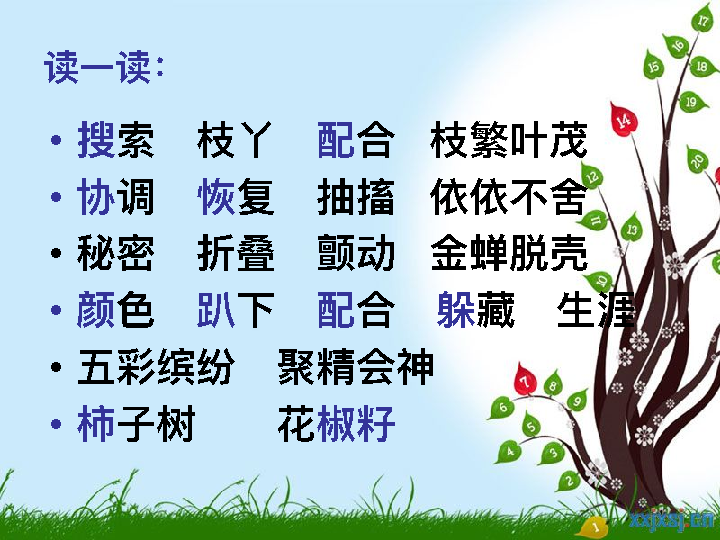 读一读：
• 搜索 枝丫 配合 枝繁叶茂
• 协调 恢复 抽搐 依依不舍
• 秘密 折叠 颤动 金蝉脱壳
• 颜色 趴下 配合 躲藏 生涯
• 五彩缤纷 聚精会神
• 柿子树 花椒籽
17
16
15
18
19
14
20
12
11
13
10
7
8
9
6
5
4
3
2
1
xxjxsj.cn